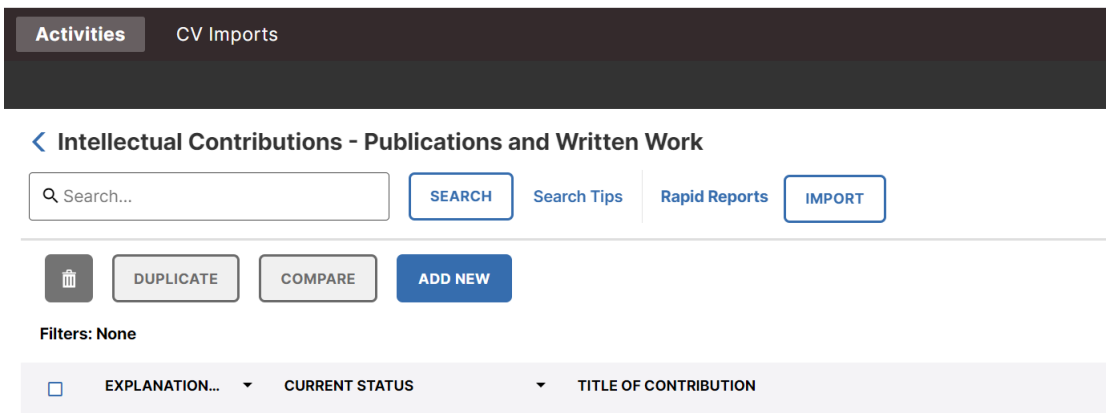 Activities CV Imports
Intellectual Contributions - Publications and Written Work
Search... SEARCH Search Tips Rapid Reports IMPORT
DUPLICATE COMPARE ADD NEW
Filters: None
EXPLANATION... CURRENT STATUS TITLE OF CONTRIBUTION